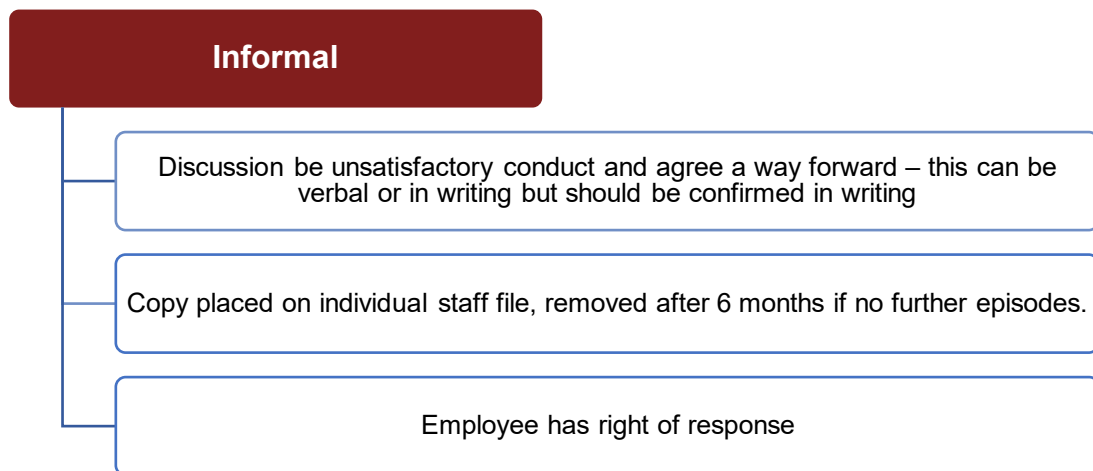 Informal
Discussion be unsatisfactory conduct and agree a way forward – this can be
verbal or in writing but should be confirmed in writing
Copy placed on individual staff file, removed after 6 months if no further episodes.
Employee has right of response